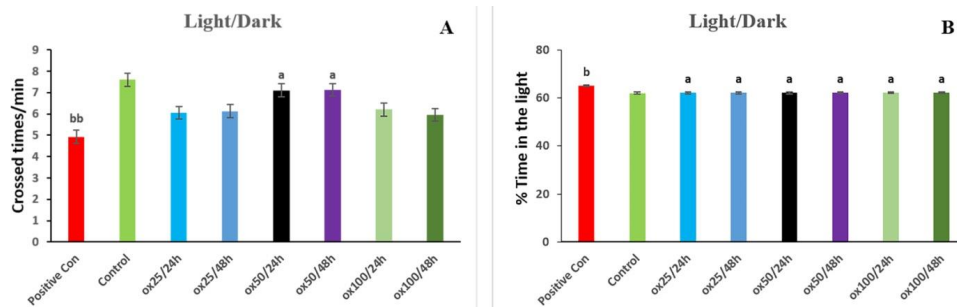 Light/Dark
A
Crossed times/min
9
8
7
6
5
4
3
2
1
0
bb
a
a
Positive Con
Control
ox25/24h
ox25/48h
ox50/24h
ox50/48h
ox100/24h
ox100/48h
Light/Dark
B
% Time in the light
80
60
40
20
0
b
a
a
a
a
a
a
Positive Con
Control
ox25/24h
ox25/48h
ox50/24h
ox50/48h
ox100/24h
ox100/48h